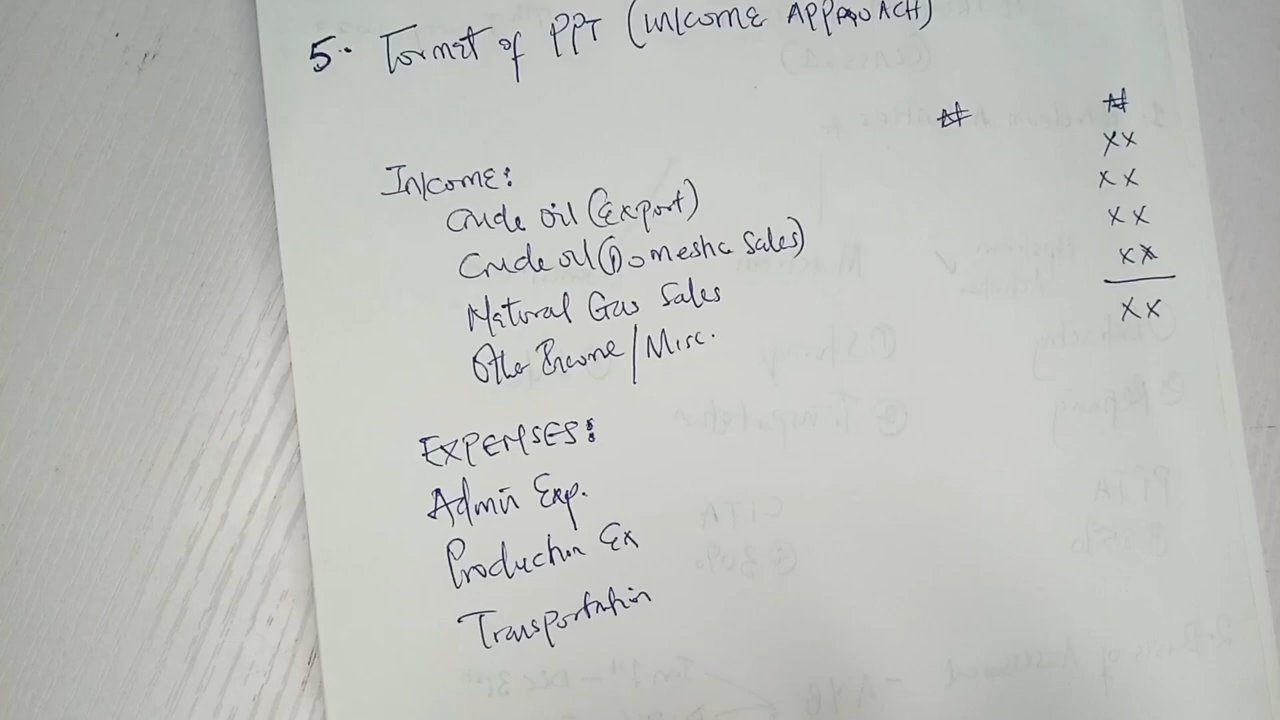 5. Format of PPT (INCOME APPROACH)
₦ ₦
Income:
Crude oil (Export) xx
Crude oil (Domestic Sales) xx
Natural Gas Sales xx
Other Income / Misc. xx
xx
EXPENSES:
Admin Exp.
Production Ex
Transportation